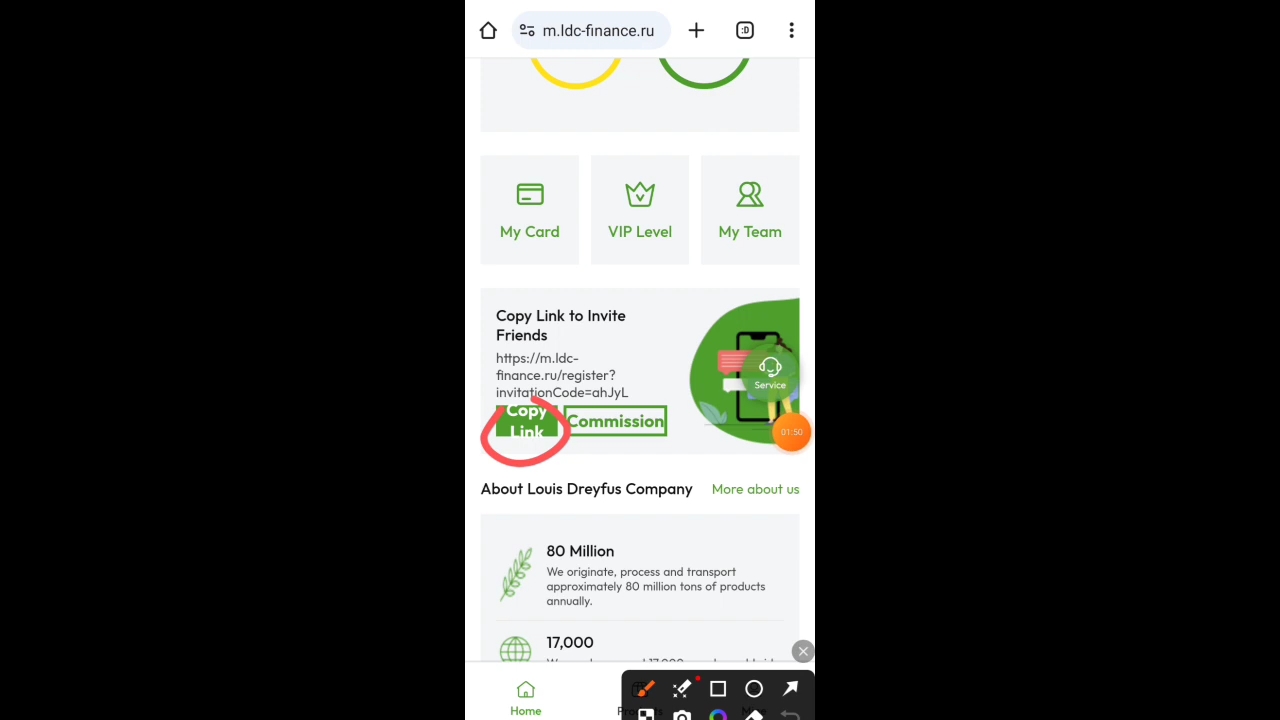 m.ldc-finance.ru
:D
My Card
VIP Level
My Team
Copy Link to Invite
Friends
https://m.ldc-
finance.ru/register?
invitationCode=ahJyL
Copy
Link
Commission
Service
01:50
About Louis Dreyfus Company
More about us
80 Million
We originate, process and transport
approximately 80 million tons of products
annually.
17,000
Home